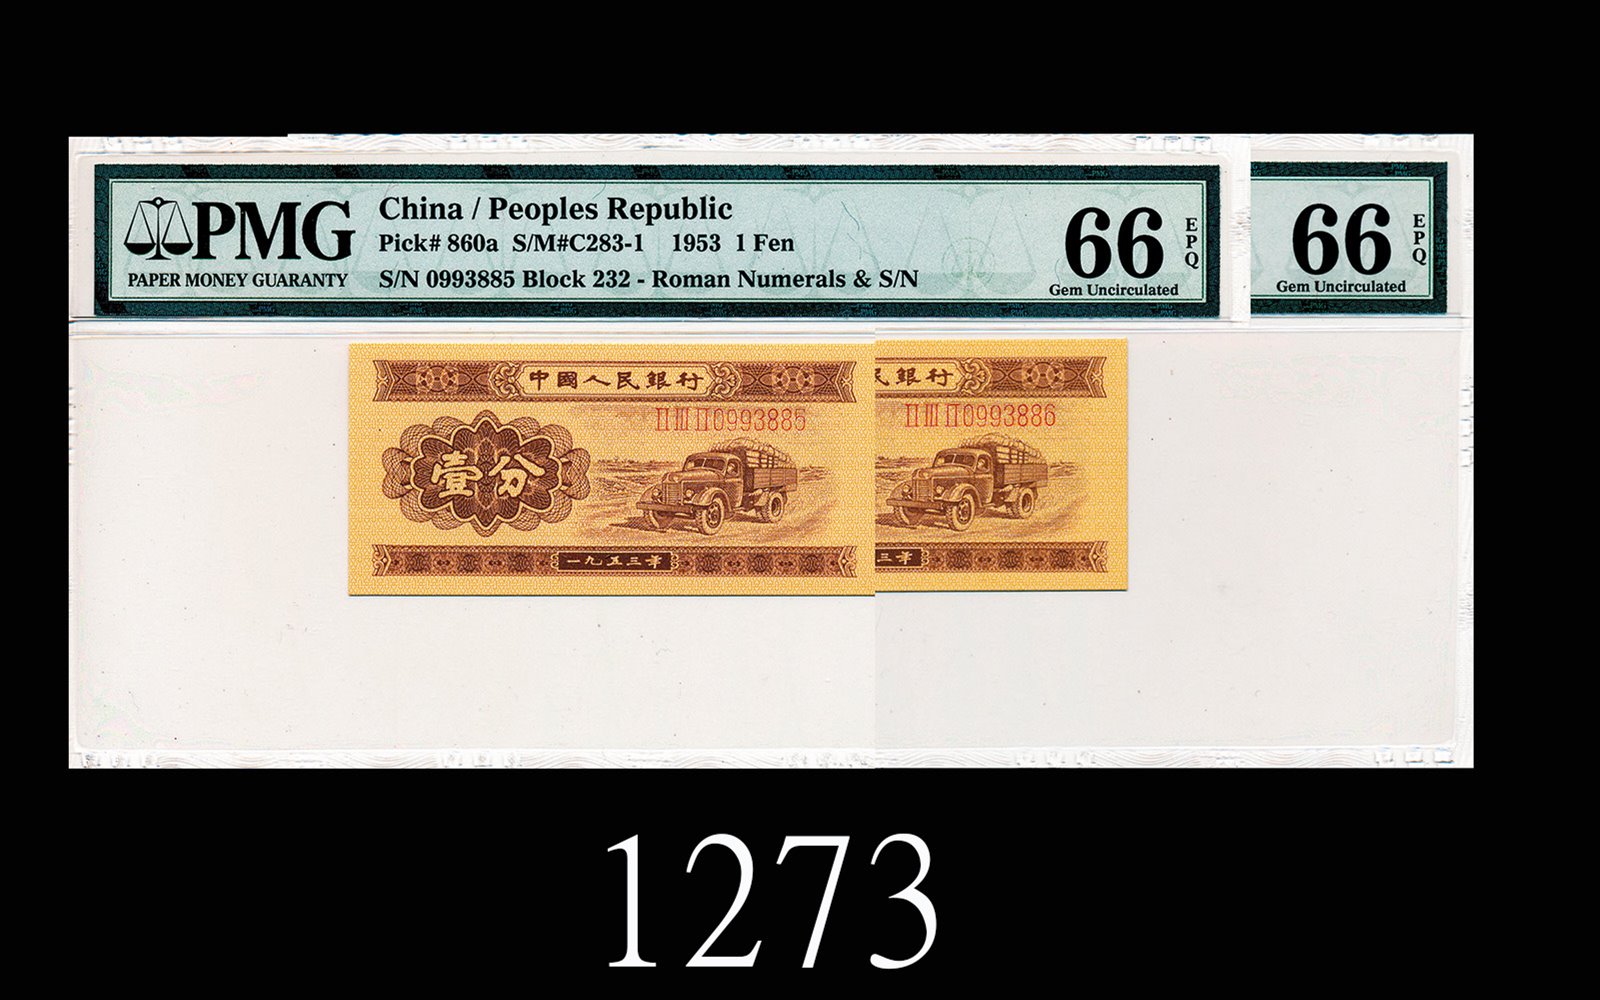 PMG
PAPER MONEY GUARANTY
China / Peoples Republic
Pick# 860a S/M#C283-1 1953 1 Fen
S/N 0993885 Block 232 - Roman Numerals & S/N
66
EPQ
Gem Uncirculated
66
EPQ
Gem Uncirculated
中國人民銀行
II III II 0993885
壹分
一九五三年
民銀行
II III II 0993886
三年
1273